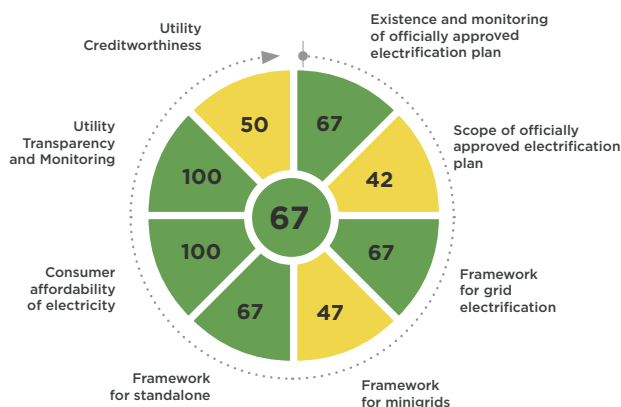 Utility
Creditworthiness
Existence and monitoring
of officially approved
electrification plan
50
67
Utility
Transparency
and Monitoring
Scope of officially
approved electrification
plan
100
42
67
100
67
Consumer
affordability
of electricity
Framework
for grid
electrification
67
47
Framework
for standalone
Framework
for minigrids